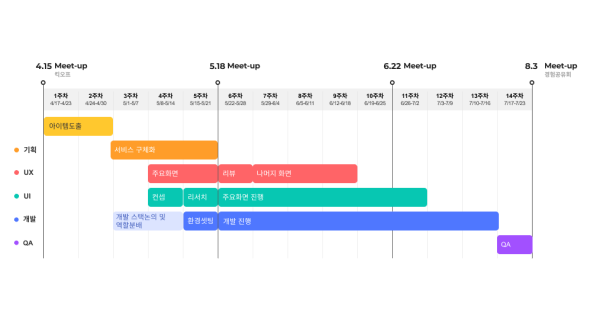 4.15 Meet-up
킥오프
5.18 Meet-up
6.22 Meet-up
8.3 Meet-up
경험공유회
1주차 2주차 3주차 4주차 5주차 6주차 7주차 8주차 9주차 10주차 11주차 12주차 13주차 14주차
4/17-4/23 4/24-4/30 5/1-5/7 5/8-5/14 5/15-5/21 5/22-5/28 5/29-6/4 6/5-6/11 6/12-6/18 6/19-6/25 6/26-7/2 7/3-7/9 7/10-7/16 7/17-7/23
아이템도출
기획 서비스 구체화
UX 주요화면 리뷰 나머지 화면
UI 컨셉 리서치 주요화면 진행
개발 개발 스택논의 및
역할분배 환경셋팅 개발 진행
QA QA